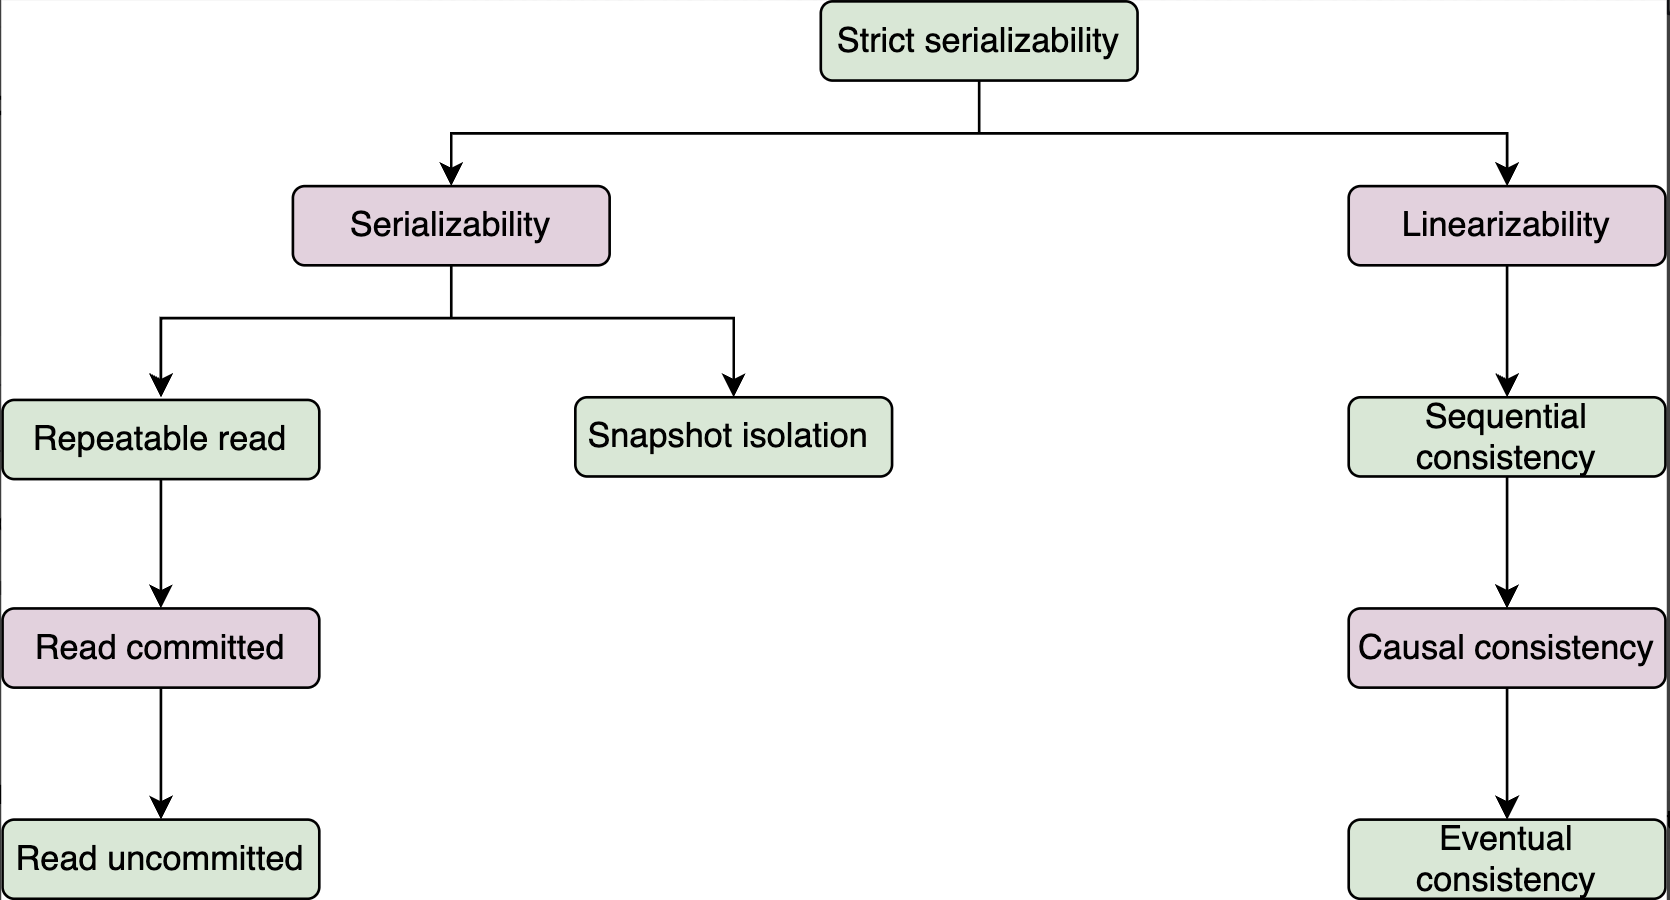 Strict serializability
Serializability
Linearizability
Repeatable read
Snapshot isolation
Sequential
consistency
Read committed
Causal consistency
Read uncommitted
Eventual
consistency